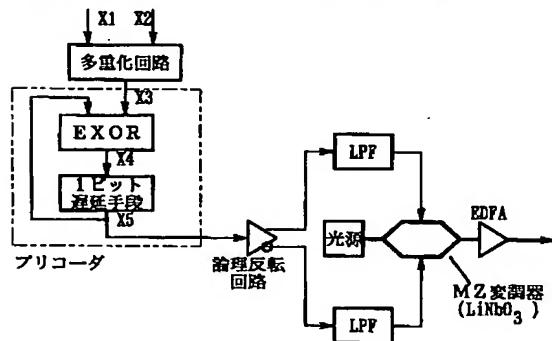 X1 X2
多重化回路
X3
EXOR
X4
1ビット
遅延手段
X5
プリコーダ
論理反転
回路
LPF
光源
LPF
EDFA
MZ変調器
(LiNbO3)